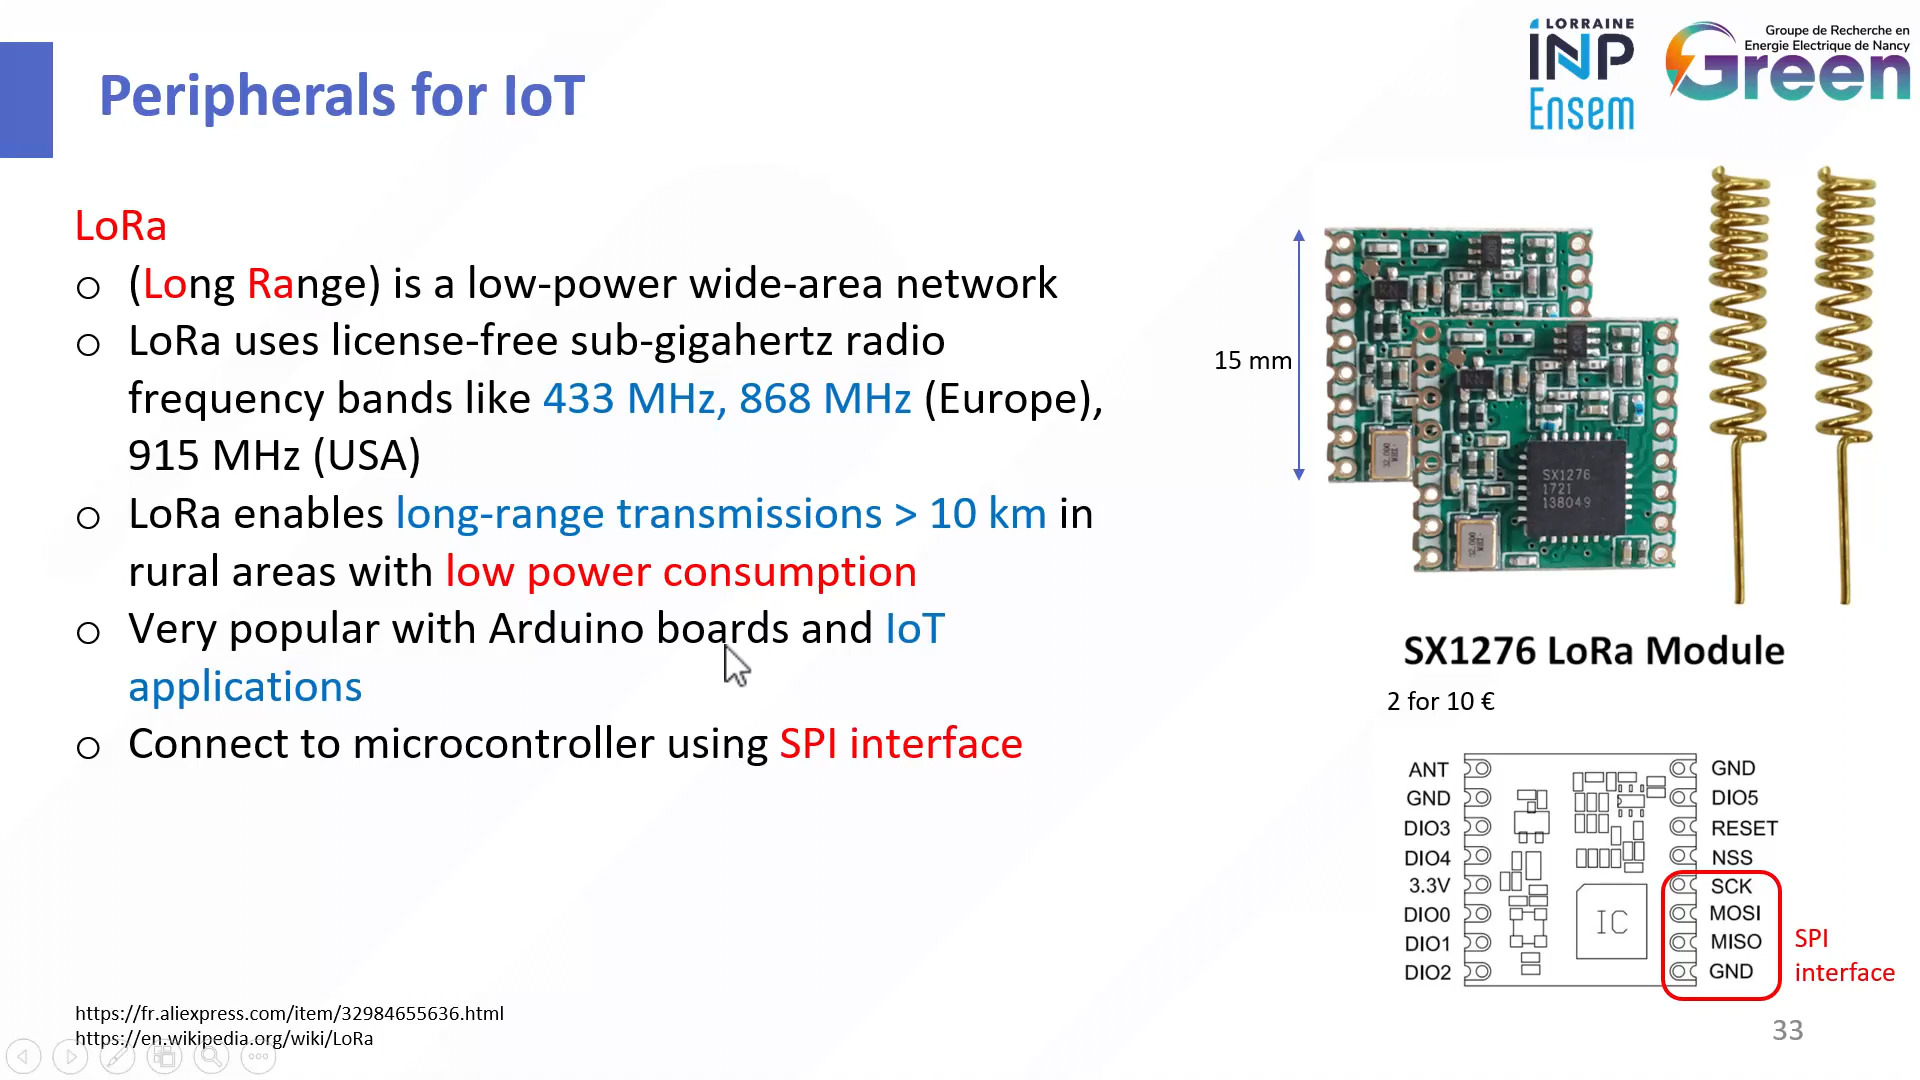 Peripherals for IoT
LORRAINE
INP
Ensem
Groupe de Recherche en
Energie Electrique de Nancy
Green
LoRa
o (Long Range) is a low-power wide-area network
o LoRa uses license-free sub-gigahertz radio
frequency bands like 433 MHz, 868 MHz (Europe),
915 MHz (USA)
o LoRa enables long-range transmissions > 10 km in
rural areas with low power consumption
o Very popular with Arduino boards and IoT
applications
o Connect to microcontroller using SPI interface
15 mm
SX1276
1721
138049
SX1276 LoRa Module
2 for 10 €
ANT
GND
DIO3
DIO4
3.3V
DIO0
DIO1
DIO2
IC
GND
DIO5
RESET
NSS
SCK
MOSI
MISO
GND
SPI
interface
https://fr.aliexpress.com/item/32984655636.html
https://en.wikipedia.org/wiki/LoRa
33